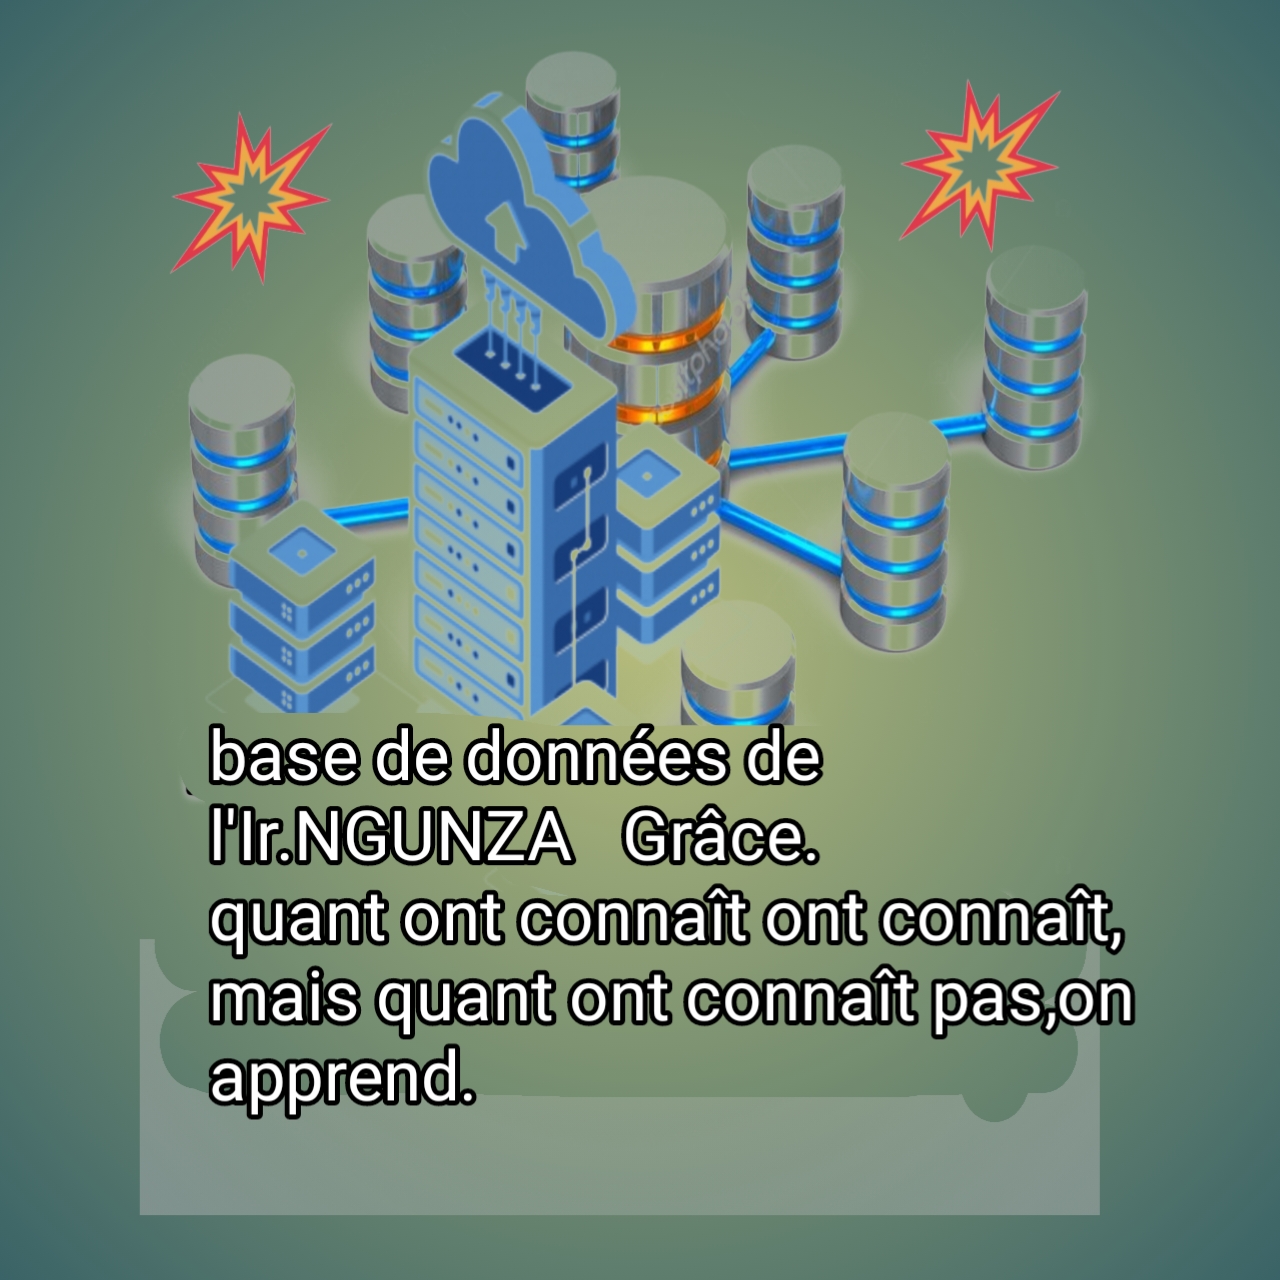 base de données de
l'Ir.NGUNZA Grâce.
quant ont connaît ont connaît,
mais quant ont connaît pas,on
apprend.